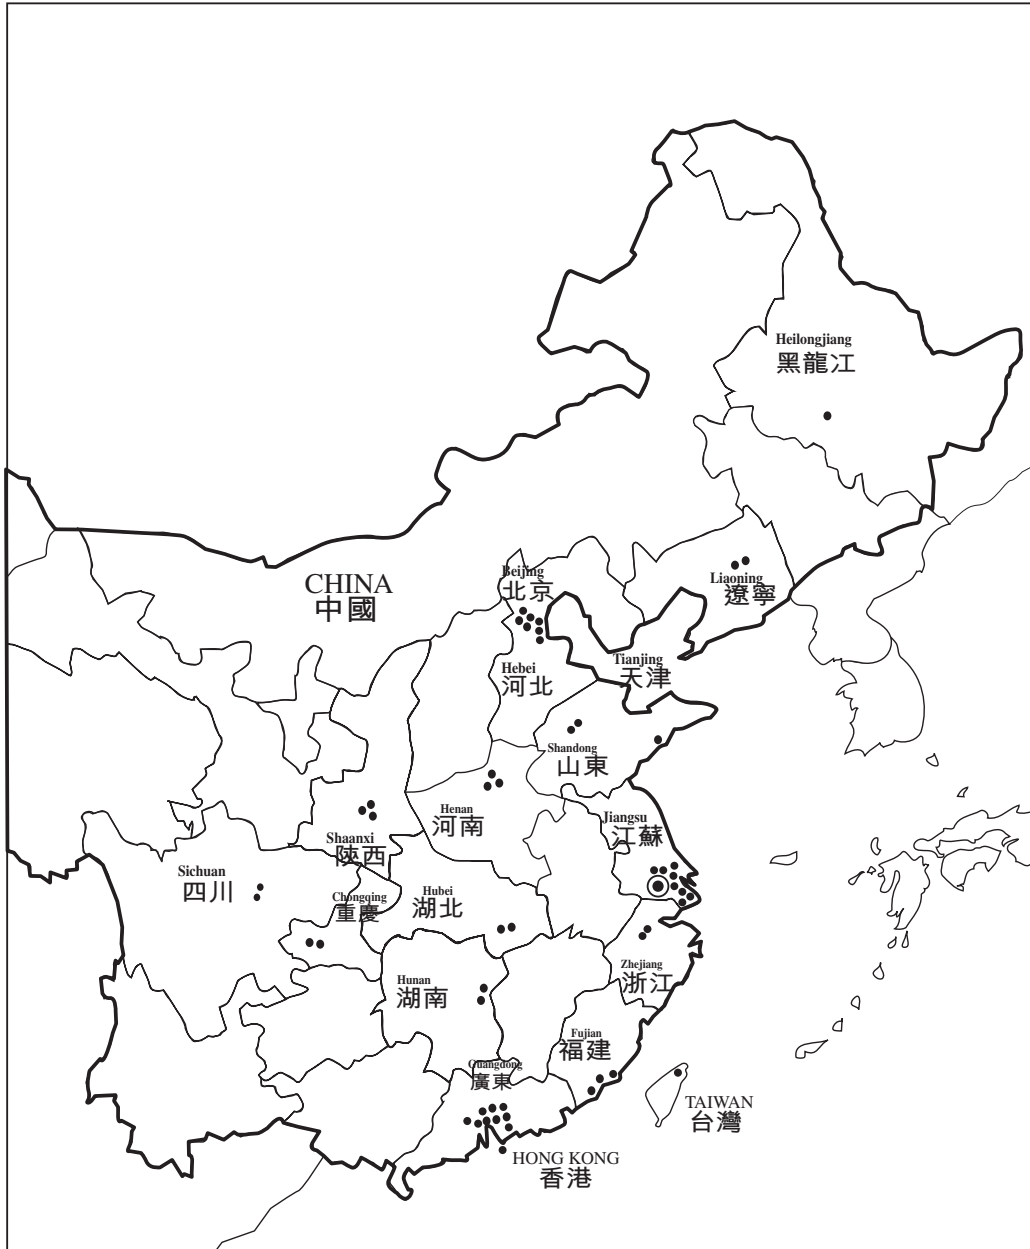 Heilongjiang
黑龍江
CHINA
中國
Beijing
北京
Liaoning
遼寧
Hebei
河北
Tianjing
天津
Shandong
山東
Henan
河南
Jiangsu
江蘇
Shaanxi
陝西
Sichuan
四川
Chongqing
重慶
Hubei
湖北
Zhejiang
浙江
Hunan
湖南
Fujian
福建
Guangdong
廣東
TAIWAN
台灣
HONG KONG
香港